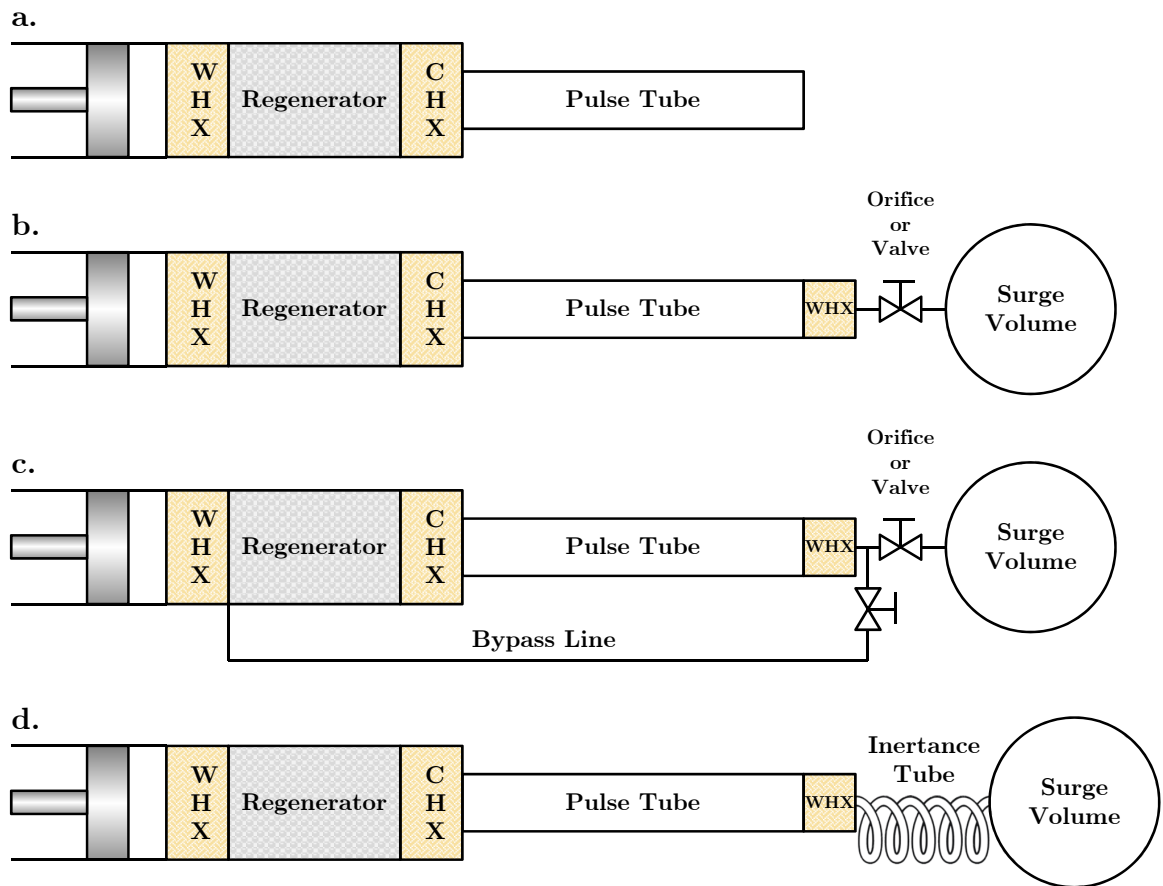 a.
W
H
X
Regenerator
C
H
X
Pulse Tube
b.
W
H
X
Regenerator
C
H
X
Pulse Tube
WHX
Orifice
or
Valve
Surge
Volume
c.
W
H
X
Regenerator
C
H
X
Pulse Tube
WHX
Orifice
or
Valve
Surge
Volume
Bypass Line
d.
W
H
X
Regenerator
C
H
X
Pulse Tube
WHX
Inertance
Tube
Surge
Volume